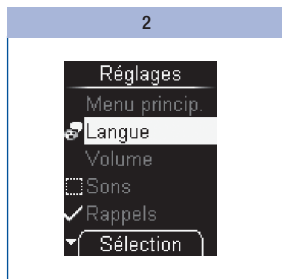 2
Réglages
Menu princip.
Langue
Volume
Sons
Rappels
Sélection